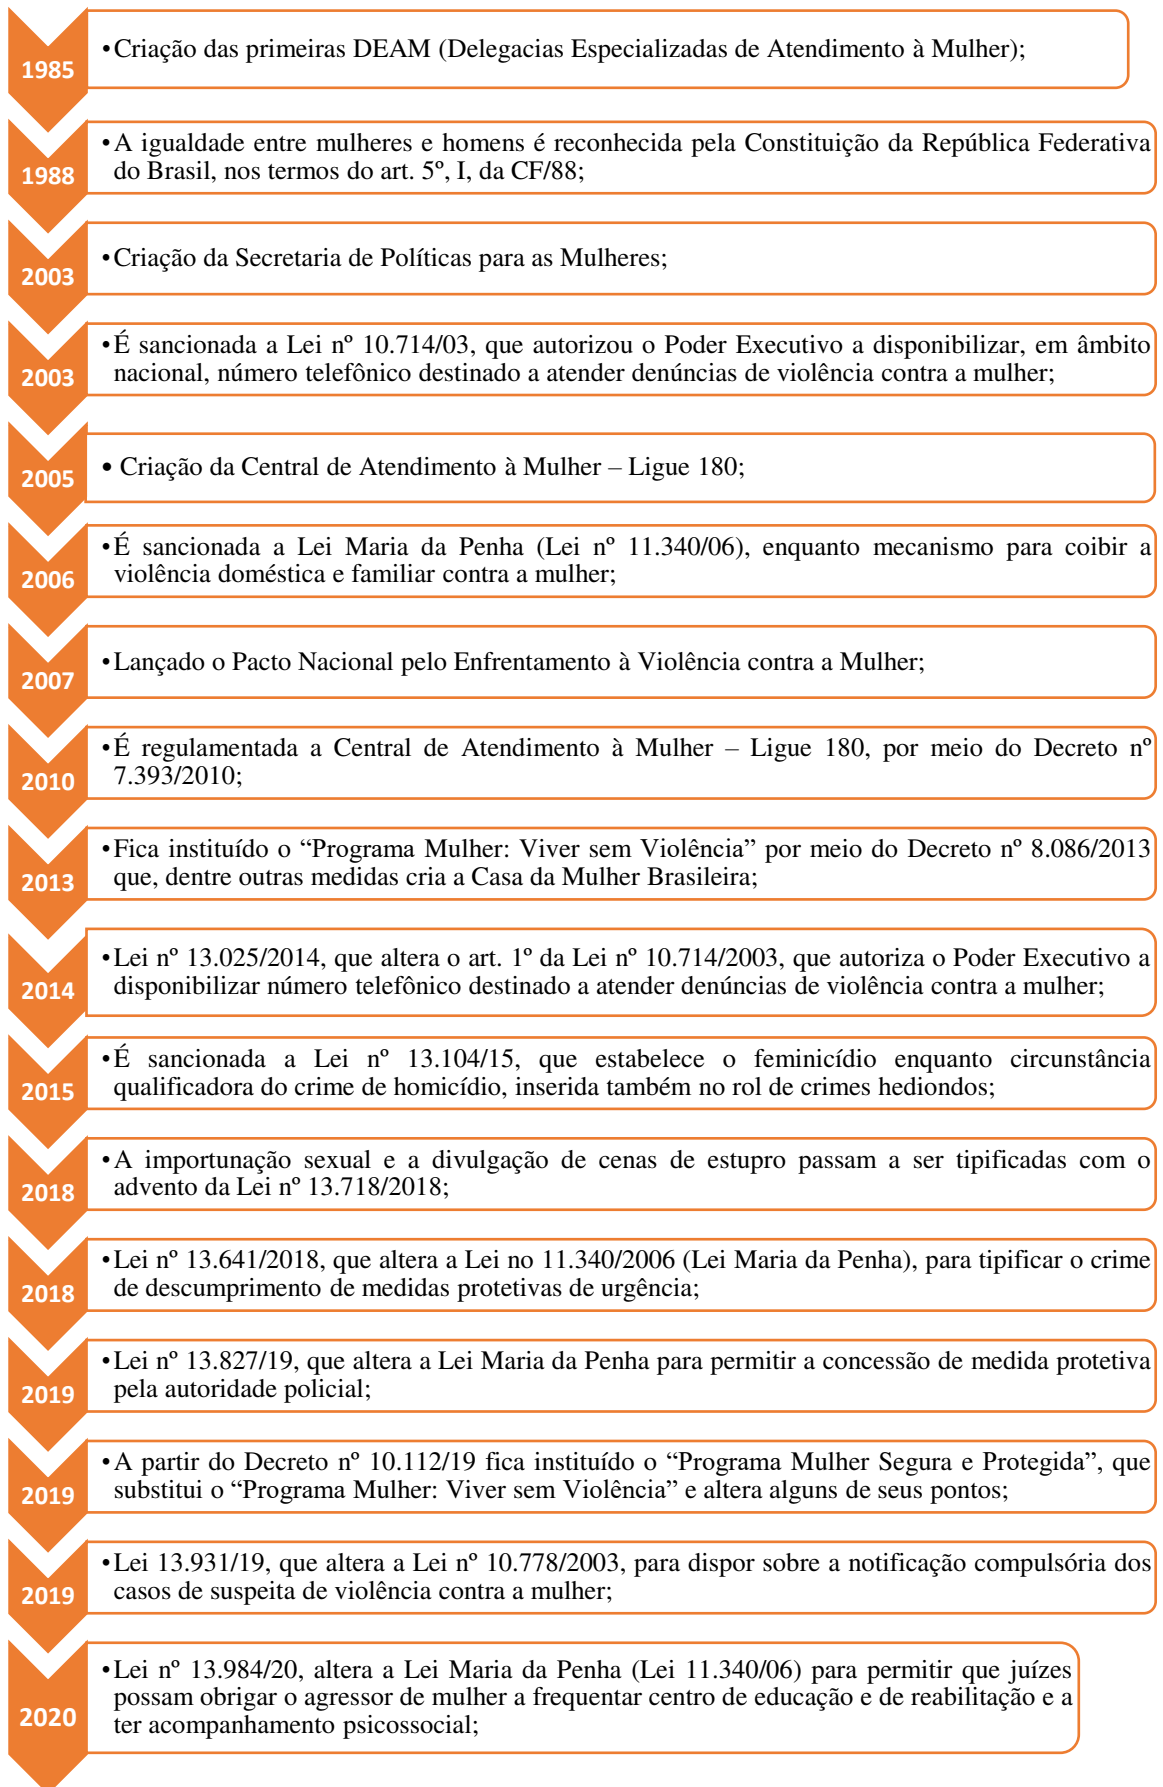 1985
•Criação das primeiras DEAM (Delegacias Especializadas de Atendimento à Mulher);
1988
•A igualdade entre mulheres e homens é reconhecida pela Constituição da República Federativa
do Brasil, nos termos do art. 5º, I, da CF/88;
2003
•Criação da Secretaria de Políticas para as Mulheres;
2003
•É sancionada a Lei nº 10.714/03, que autorizou o Poder Executivo a disponibilizar, em âmbito
nacional, número telefônico destinado a atender denúncias de violência contra a mulher;
2005
• Criação da Central de Atendimento à Mulher – Ligue 180;
2006
•É sancionada a Lei Maria da Penha (Lei nº 11.340/06), enquanto mecanismo para coibir a
violência doméstica e familiar contra a mulher;
2007
•Lançado o Pacto Nacional pelo Enfrentamento à Violência contra a Mulher;
2010
•É regulamentada a Central de Atendimento à Mulher – Ligue 180, por meio do Decreto nº
7.393/2010;
2013
•Fica instituído o “Programa Mulher: Viver sem Violência” por meio do Decreto nº 8.086/2013
que, dentre outras medidas cria a Casa da Mulher Brasileira;
2014
•Lei nº 13.025/2014, que altera o art. 1º da Lei nº 10.714/2003, que autoriza o Poder Executivo a
disponibilizar número telefônico destinado a atender denúncias de violência contra a mulher;
2015
•É sancionada a Lei nº 13.104/15, que estabelece o feminicídio enquanto circunstância
qualificadora do crime de homicídio, inserida também no rol de crimes hediondos;
2018
•A importunação sexual e a divulgação de cenas de estupro passam a ser tipificadas com o
advento da Lei nº 13.718/2018;
2018
•Lei nº 13.641/2018, que altera a Lei no 11.340/2006 (Lei Maria da Penha), para tipificar o crime
de descumprimento de medidas protetivas de urgência;
2019
•Lei nº 13.827/19, que altera a Lei Maria da Penha para permitir a concessão de medida protetiva
pela autoridade policial;
2019
•A partir do Decreto nº 10.112/19 fica instituído o “Programa Mulher Segura e Protegida”, que
substitui o “Programa Mulher: Viver sem Violência” e altera alguns de seus pontos;
2019
•Lei 13.931/19, que altera a Lei nº 10.778/2003, para dispor sobre a notificação compulsória dos
casos de suspeita de violência contra a mulher;
2020
•Lei nº 13.984/20, altera a Lei Maria da Penha (Lei 11.340/06) para permitir que juízes
possam obrigar o agressor de mulher a frequentar centro de educação e de reabilitação e a
ter acompanhamento psicossocial;